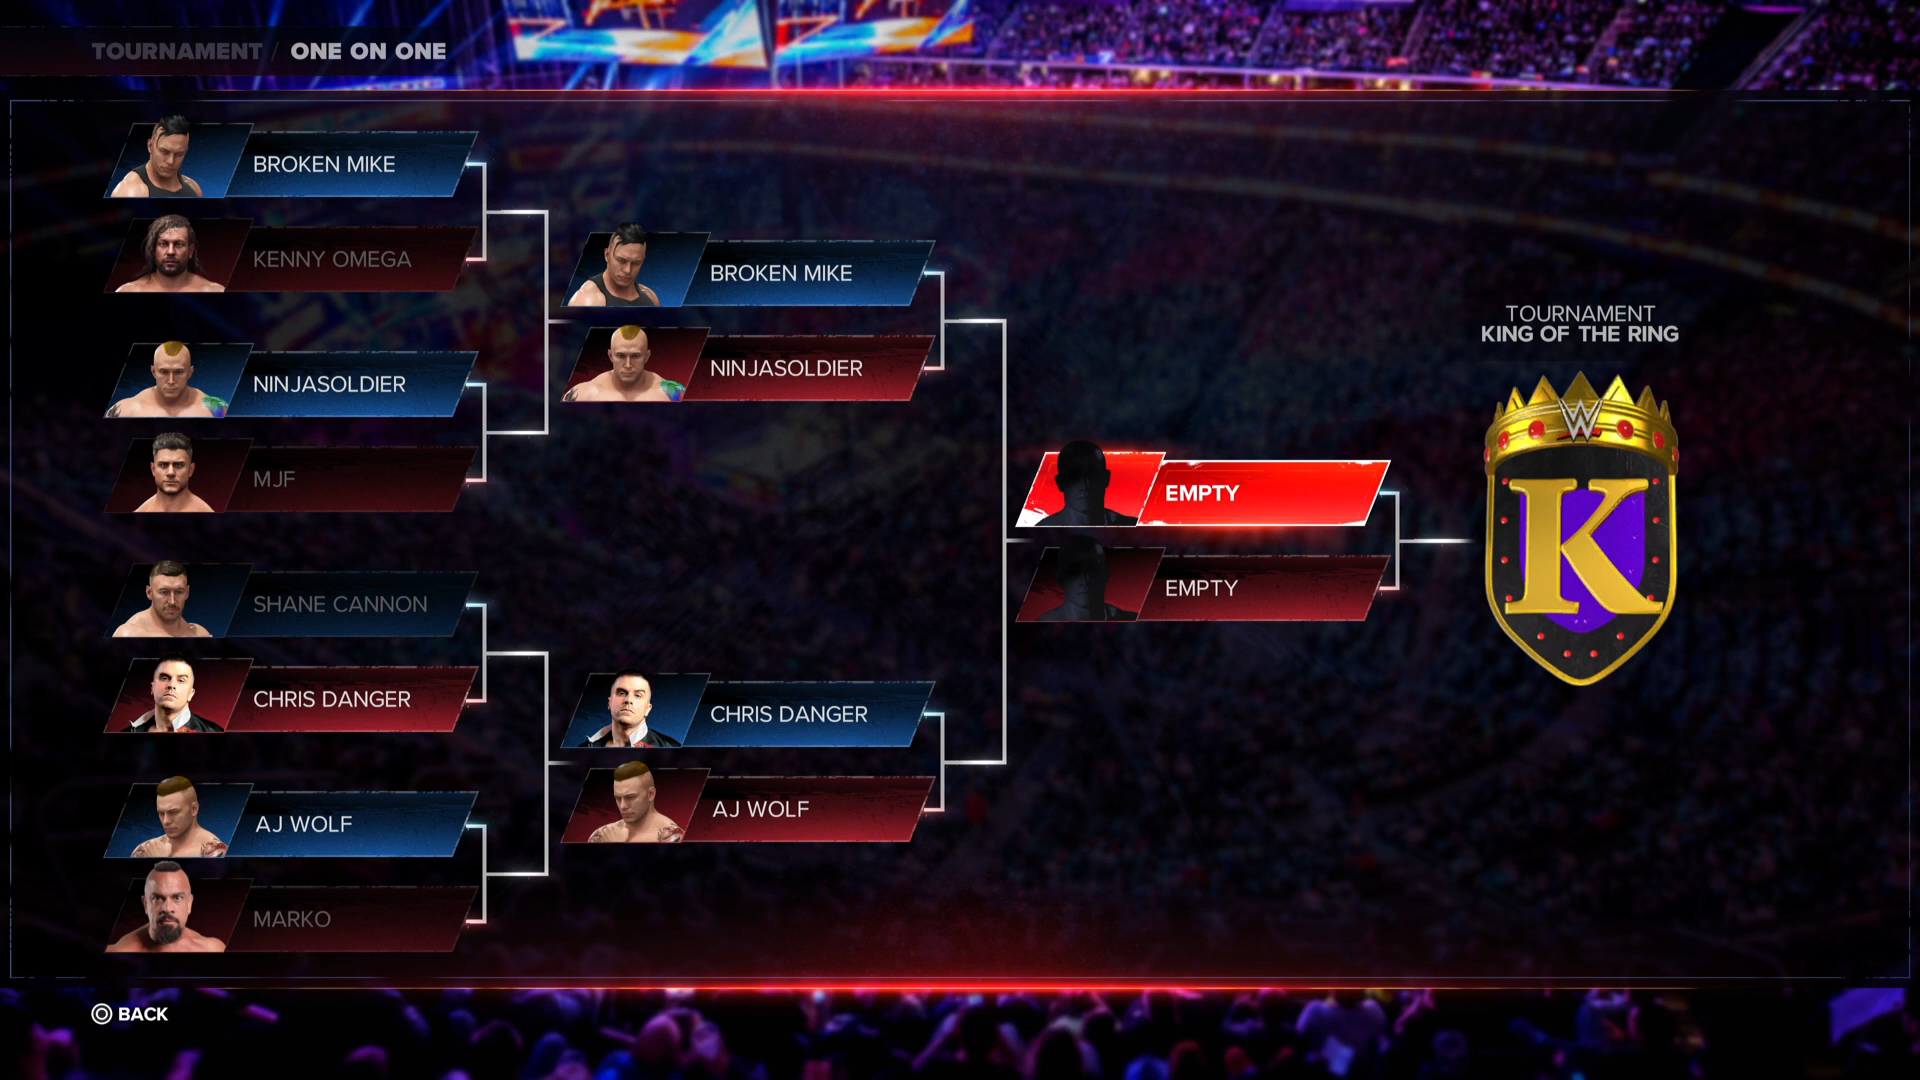 TOURNAMENT / ONE ON ONE
BROKEN MIKE
KENNY OMEGA
NINJASOLDIER
MJF
SHANE CANNON
CHRIS DANGER
AJ WOLF
MARKO
BROKEN MIKE
NINJASOLDIER
CHRIS DANGER
AJ WOLF
EMPTY
EMPTY
TOURNAMENT
KING OF THE RING
W
K
BACK